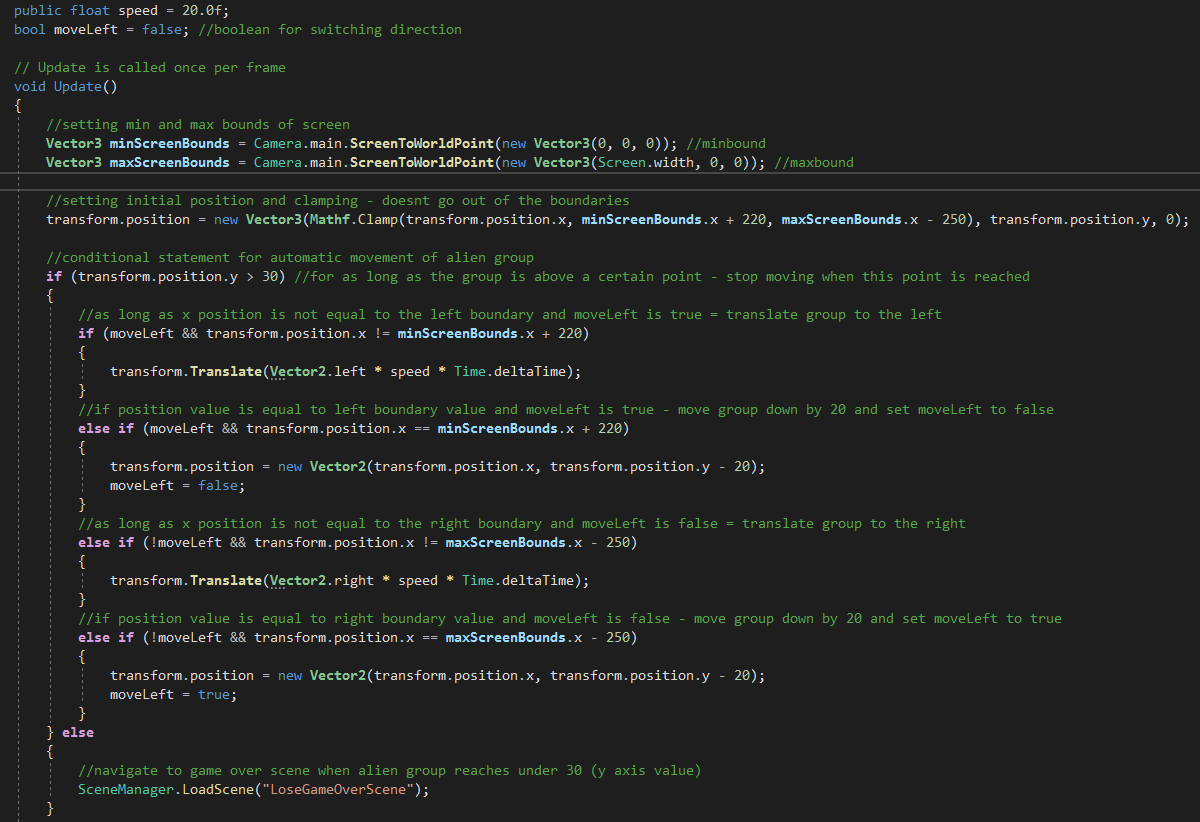 public float speed = 20.0f;
bool moveLeft = false; //boolean for switching direction
// Update is called once per frame
void Update()
{
//setting min and max bounds of screen
Vector3 minScreenBounds = Camera.main.ScreenToWorldPoint(new Vector3(0, 0, 0)); //minbound
Vector3 maxScreenBounds = Camera.main.ScreenToWorldPoint(new Vector3(Screen.width, 0, 0)); //maxbound
//setting initial position and clamping - doesnt go out of the boundaries
transform.position = new Vector3(Mathf.Clamp(transform.position.x, minScreenBounds.x + 220, maxScreenBounds.x - 250), transform.position.y, 0);
//conditional statement for automatic movement of alien group
if (transform.position.y > 30) //for as long as the group is above a certain point - stop moving when this point is reached
{
//as long as x position is not equal to the left boundary and moveLeft is true = translate group to the left
if (moveLeft && transform.position.x != minScreenBounds.x + 220)
{
transform.Translate(Vector2.left * speed * Time.deltaTime);
}
//if position value is equal to left boundary value and moveLeft is true - move group down by 20 and set moveLeft to false
else if (moveLeft && transform.position.x == minScreenBounds.x + 220)
{
transform.position = new Vector2(transform.position.x, transform.position.y - 20);
moveLeft = false;
}
//as long as x position is not equal to the right boundary and moveLeft is false = translate group to the right
else if (!moveLeft && transform.position.x != maxScreenBounds.x - 250)
{
transform.Translate(Vector2.right * speed * Time.deltaTime);
}
//if position value is equal to right boundary value and moveLeft is false - move group down by 20 and set moveLeft to true
else if (!moveLeft && transform.position.x == maxScreenBounds.x - 250)
{
transform.position = new Vector2(transform.position.x, transform.position.y - 20);
moveLeft = true;
}
} else
{
//navigate to game over scene when alien group reaches under 30 (y axis value)
SceneManager.LoadScene("LoseGameOverScene");
}